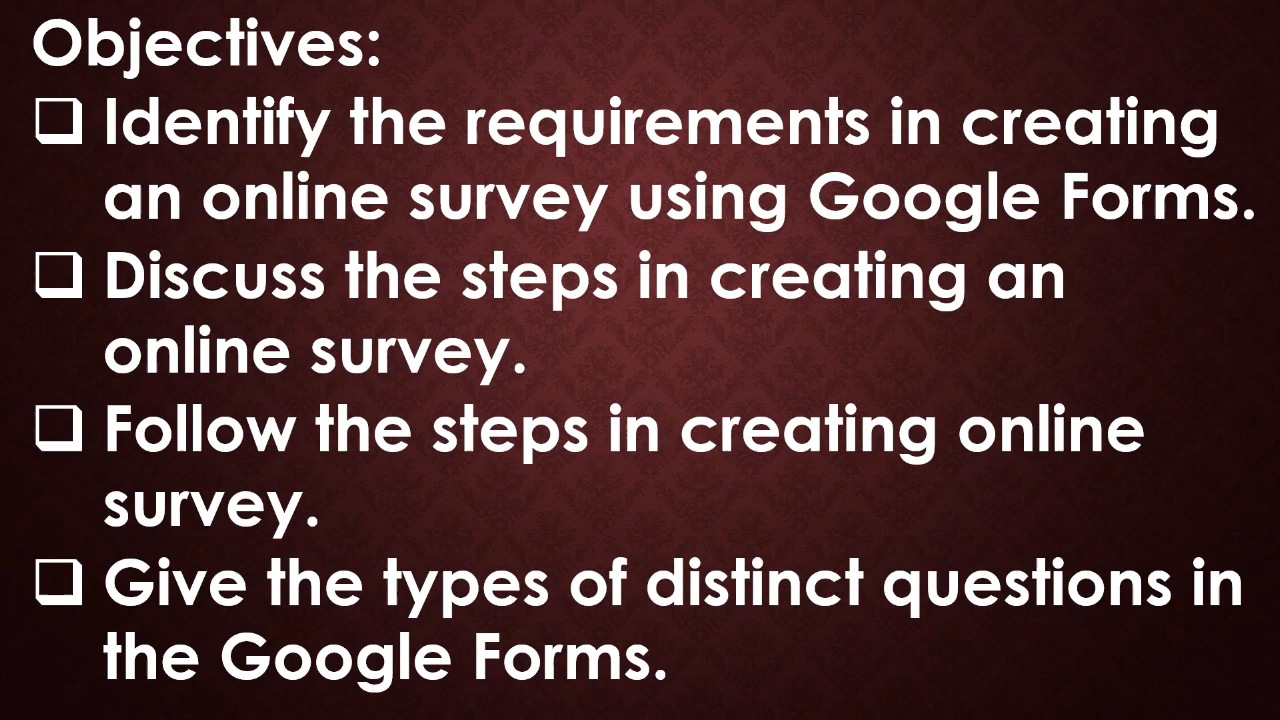 Objectives:
❑ Identify the requirements in creating
an online survey using Google Forms.
❑ Discuss the steps in creating an
online survey.
❑ Follow the steps in creating online
survey.
❑ Give the types of distinct questions in
the Google Forms.